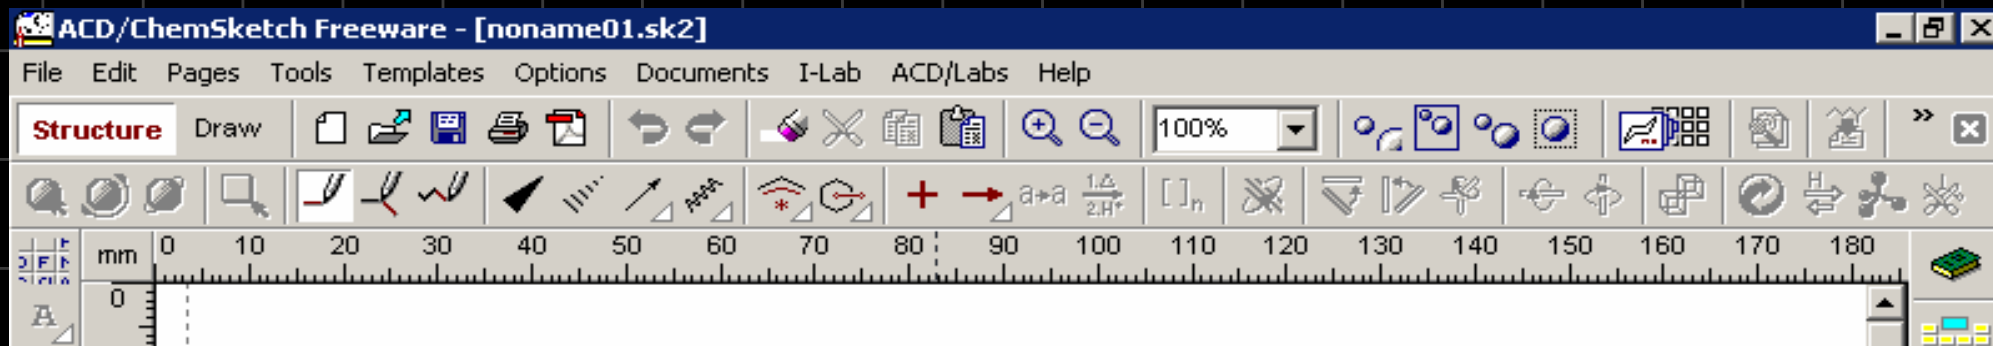 ACD/ChemSketch Freeware - [noname01.sk2]
File Edit Pages Tools Templates Options Documents I-Lab ACD/Labs Help
Structure Draw 100%
a→a 1.Δ 2.H⁺ [ ]n H
mm 0 10 20 30 40 50 60 70 80 90 100 110 120 130 140 150 160 170 180
0
A